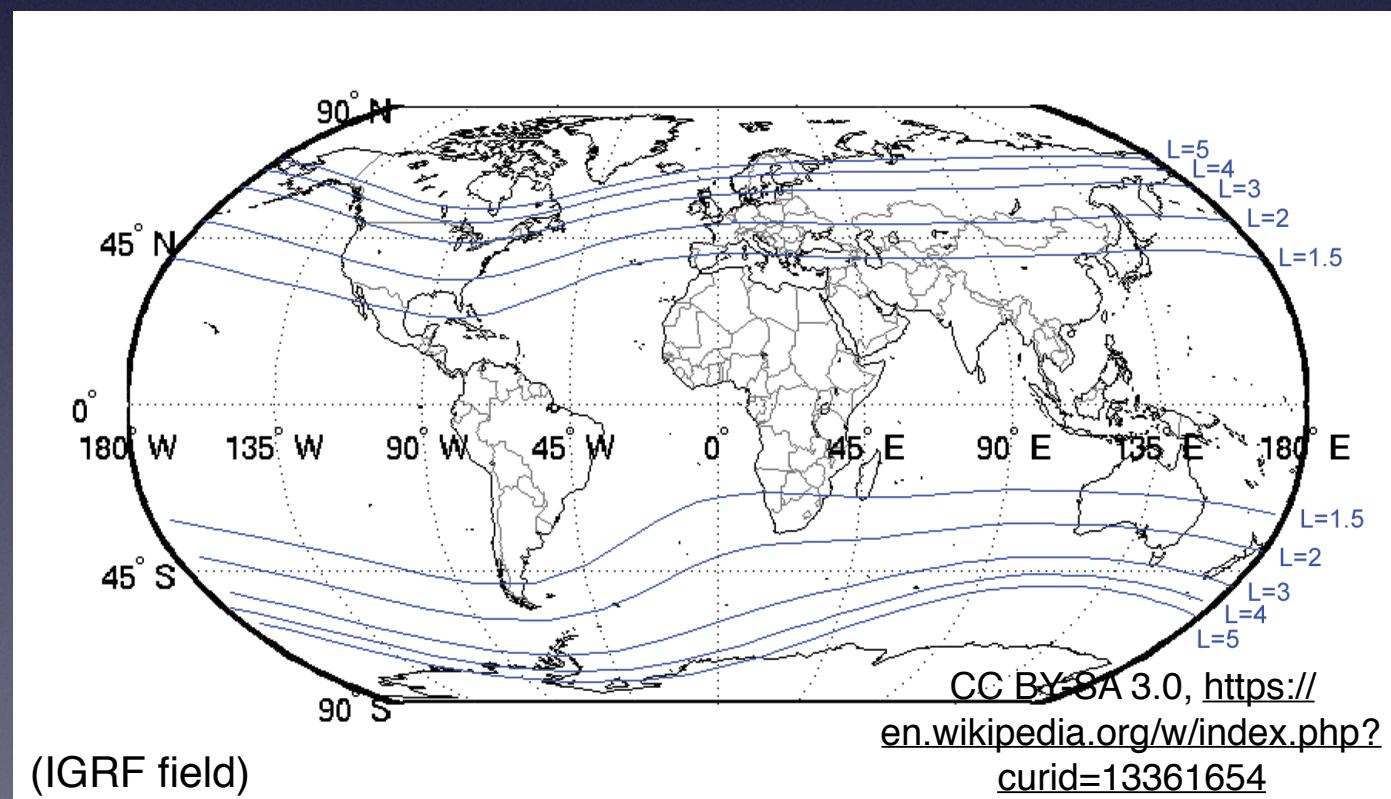 90° N
L=5
L=4
L=3
L=2
45° N
L=1.5
0°
180° W 135° W 90° W 45° W 0° 45° E 90° E 135° E 180° E
L=1.5
L=2
45° S
L=3
L=4
L=5
90° S
CC BY-SA 3.0, https://
en.wikipedia.org/w/index.php?
curid=13361654
(IGRF field)